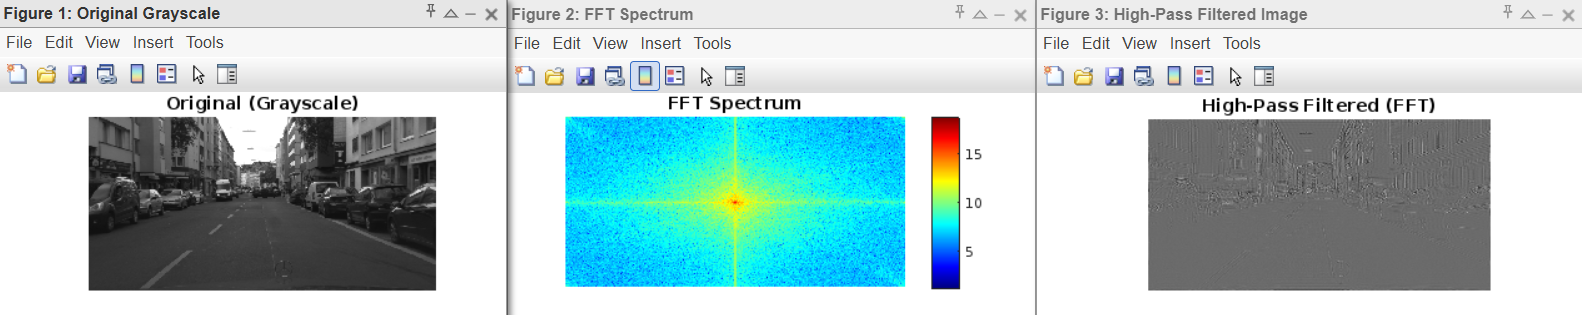 Figure 1: Original Grayscale
File Edit View Insert Tools
Original (Grayscale)
Figure 2: FFT Spectrum
File Edit View Insert Tools
FFT Spectrum
15
10
5
Figure 3: High-Pass Filtered Image
File Edit View Insert Tools
High-Pass Filtered (FFT)